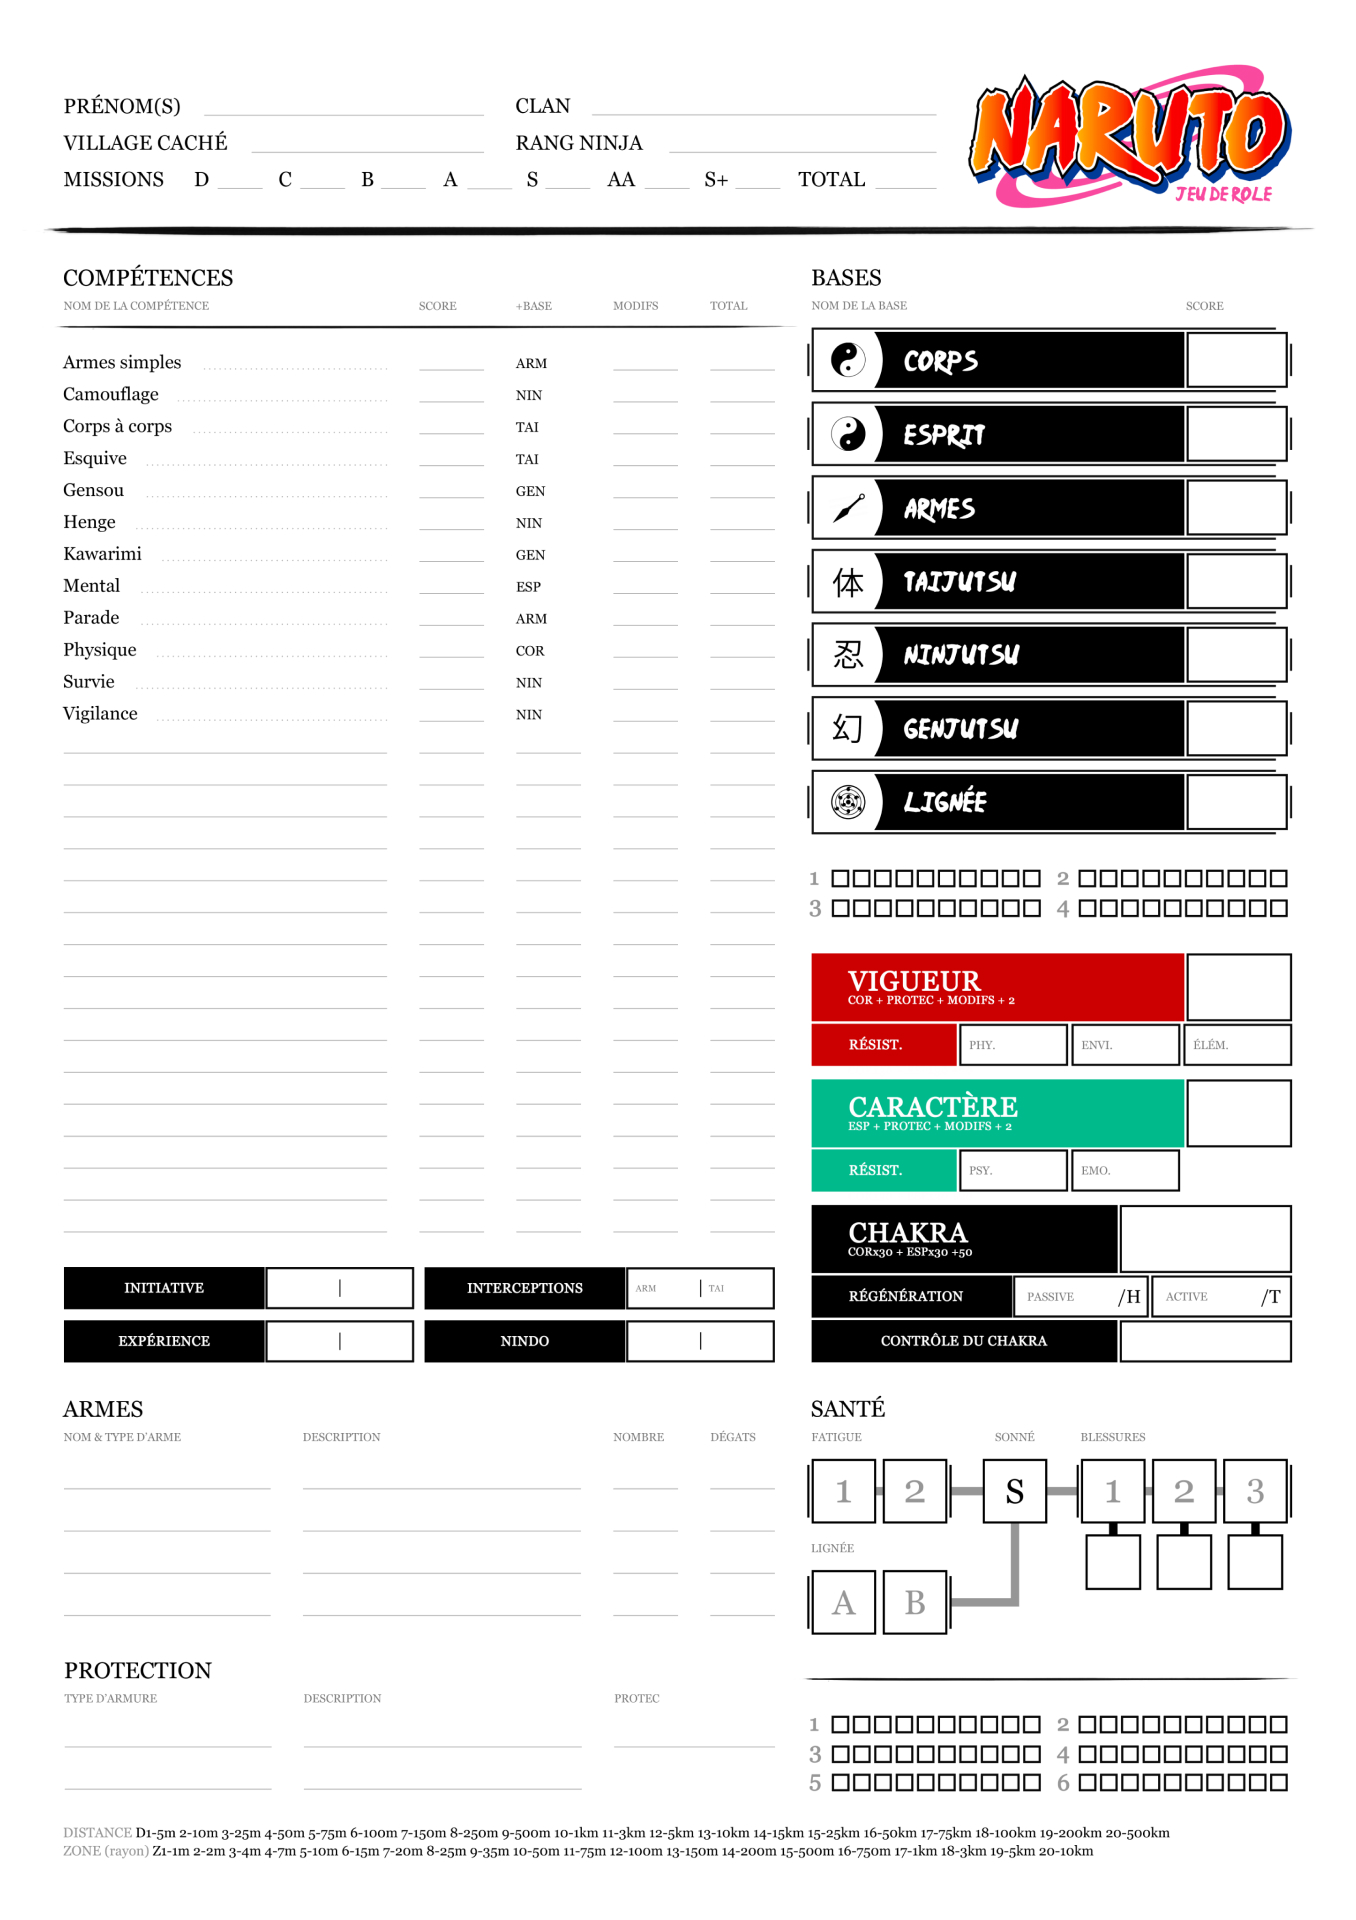 PRÉNOM(S) CLAN
NARUTO
JEU DE ROLE
VILLAGE CACHÉ RANG NINJA
MISSIONS D C B A S AA S+ TOTAL
COMPÉTENCES
NOM DE LA COMPÉTENCE SCORE +BASE MODIFS TOTAL
Armes simples ARM
Camouflage NIN
Corps à corps TAI
Esquive TAI
Gensou GEN
Henge NIN
Kawarimi GEN
Mental ESP
Parade ARM
Physique COR
Survie NIN
Vigilance NIN
INITIATIVE |
INTERCEPTIONS ARM | TAI
EXPÉRIENCE |
NINDO |
BASES
NOM DE LA BASE SCORE
CORPS
ESPRIT
ARMES
体 TAIJUTSU
忍 NINJUTSU
幻 GENJUTSU
LIGNÉE
1 2
3 4
VIGUEUR
COR + PROTEC + MODIFS + 2
RÉSIST. PHY. ENVI. ÉLÉM.
CARACTÈRE
ESP + PROTEC + MODIFS + 2
RÉSIST. PSY. EMO.
CHAKRA
CORx30 + ESPx30 +50
RÉGÉNÉRATION PASSIVE /H ACTIVE /T
CONTRÔLE DU CHAKRA
ARMES
NOM & TYPE D'ARME DESCRIPTION NOMBRE DÉGATS
PROTECTION
TYPE D'ARMURE DESCRIPTION PROTEC
SANTÉ
FATIGUE SONNÉ BLESSURES
1 2 S 1 2 3
LIGNÉE
A B
1 2
3 4
5 6
DISTANCE D1-5m 2-10m 3-25m 4-50m 5-75m 6-100m 7-150m 8-250m 9-500m 10-1km 11-3km 12-5km 13-10km 14-15km 15-25km 16-50km 17-75km 18-100km 19-200km 20-500km
ZONE (rayon) Z1-1m 2-2m 3-4m 4-7m 5-10m 6-15m 7-20m 8-25m 9-35m 10-50m 11-75m 12-100m 13-150m 14-200m 15-500m 16-750m 17-1km 18-3km 19-5km 20-10km